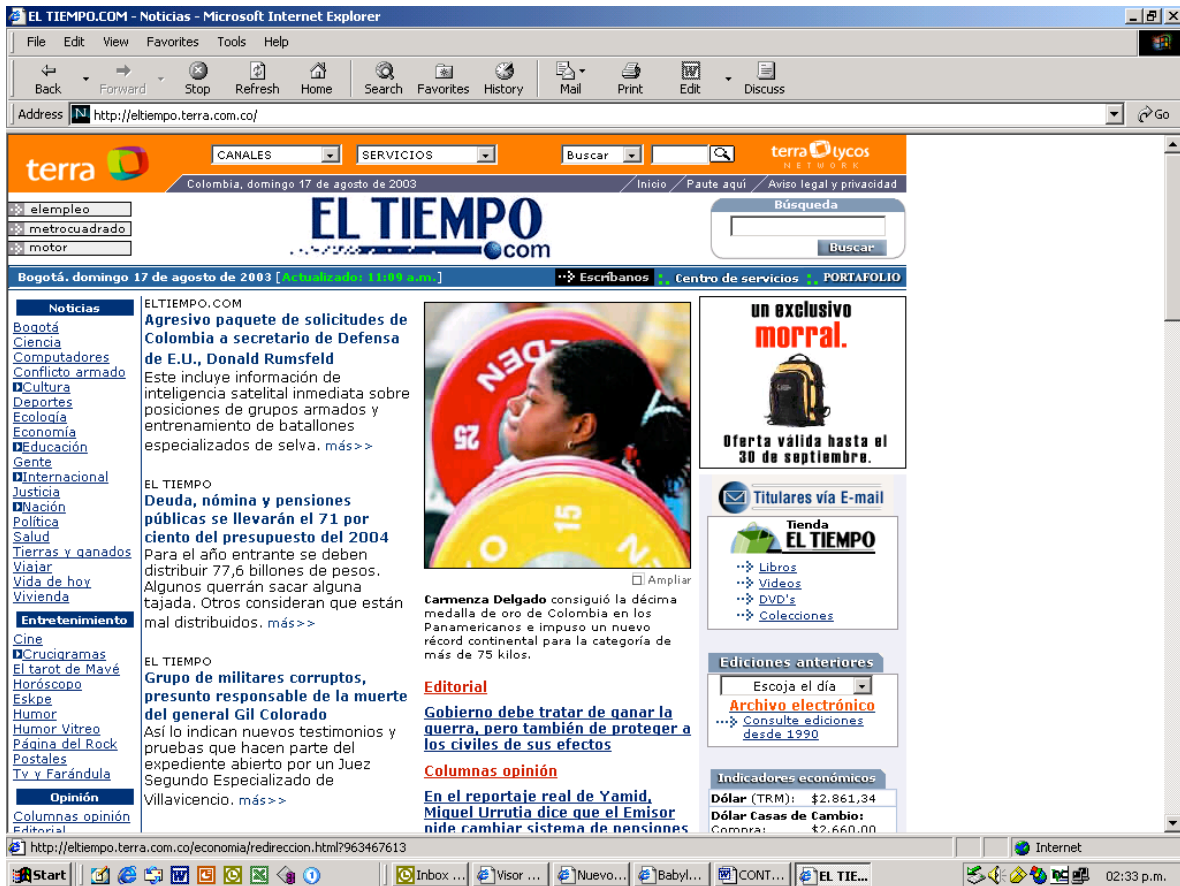 EL TIEMPO.COM - Noticias - Microsoft Internet Explorer
File Edit View Favorites Tools Help
Back Forward Stop Refresh Home Search Favorites History Mail Print Edit Discuss
Address http://eltiempo.terra.com.co/ Go
terra CANALES SERVICIOS Buscar terra lycos
NETWORK
Colombia, domingo 17 de agosto de 2003 Inicio Paute aquí Aviso legal y privacidad
elempleo
metrocuadrado
motor
EL TIEMPO
.com
Búsqueda
Buscar
Bogotá. domingo 17 de agosto de 2003 [Actualizado: 11:09 a.m.] Escríbanos Centro de servicios PORTAFOLIO
Noticias
Bogotá
Ciencia
Computadores
Conflicto armado
Cultura
Deportes
Ecología
Economía
Educación
Gente
Internacional
Justicia
Nación
Política
Salud
Tierras y ganados
Viajar
Vida de hoy
Vivienda
Entretenimiento
Cine
Crucigramas
El tarot de Mavé
Horóscopo
Eskpe
Humor
Humor Vitreo
Página del Rock
Postales
Tv y Farándula
Opinión
Columnas opinión
Editorial
ELTIEMPO.COM
Agresivo paquete de solicitudes de
Colombia a secretario de Defensa
de E.U., Donald Rumsfeld
Este incluye información de
inteligencia satelital inmediata sobre
posiciones de grupos armados y
entrenamiento de batallones
especializados de selva. más>>
EL TIEMPO
Deuda, nómina y pensiones
públicas se llevarán el 71 por
ciento del presupuesto del 2004
Para el año entrante se deben
distribuir 77,6 billones de pesos.
Algunos querrán sacar alguna
tajada. Otros consideran que están
mal distribuidos. más>>
EL TIEMPO
Grupo de militares corruptos,
presunto responsable de la muerte
del general Gil Colorado
Así lo indican nuevos testimonios y
pruebas que hacen parte del
expediente abierto por un Juez
Segundo Especializado de
Villavicencio. más>>
EDEN
25
15
Ampliar
Carmenza Delgado consiguió la décima
medalla de oro de Colombia en los
Panamericanos e impuso un nuevo
récord continental para la categoría de
más de 75 kilos.
Editorial
Gobierno debe tratar de ganar la
guerra, pero también de proteger a
los civiles de sus efectos
Columnas opinión
En el reportaje real de Yamid,
Miguel Urrutia dice que el Emisor
pide cambiar sistema de pensiones
un exclusivo
morral.
Oferta válida hasta el
30 de septiembre.
Titulares vía E-mail
Tienda
EL TIEMPO
Libros
Videos
DVD's
Colecciones
Ediciones anteriores
Escoja el día
Archivo electrónico
Consulte ediciones
desde 1990
Indicadores económicos
Dólar (TRM): $2.861,34
Dólar Casas de Cambio:
Compra: $2.660,00
http://eltiempo.terra.com.co/economia/redireccion.html?963467613 Internet
Start Inbox ... Visor ... Nuevo... Babyl... CONT... EL TIE... 02:33 p.m.